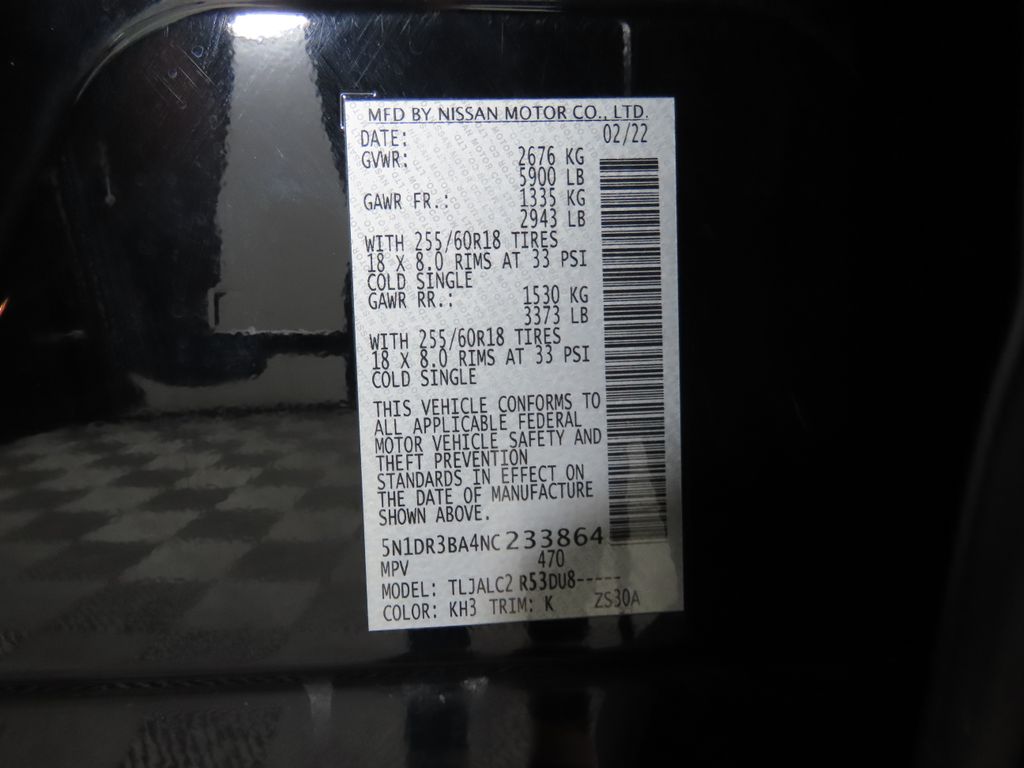 MFD BY NISSAN MOTOR CO., LTD.
DATE: 02/22
GVWR: 2676 KG
5900 LB
GAWR FR.: 1335 KG
2943 LB
WITH 255/60R18 TIRES
18 X 8.0 RIMS AT 33 PSI
COLD SINGLE
GAWR RR.: 1530 KG
3373 LB
WITH 255/60R18 TIRES
18 X 8.0 RIMS AT 33 PSI
COLD SINGLE
THIS VEHICLE CONFORMS TO
ALL APPLICABLE FEDERAL
MOTOR VEHICLE SAFETY AND
THEFT PREVENTION
STANDARDS IN EFFECT ON
THE DATE OF MANUFACTURE
SHOWN ABOVE.
5N1DR3BA4NC233864
MPV 470
MODEL: TLJALC2 R53DU8-----
COLOR: KH3 TRIM: K ZS30A